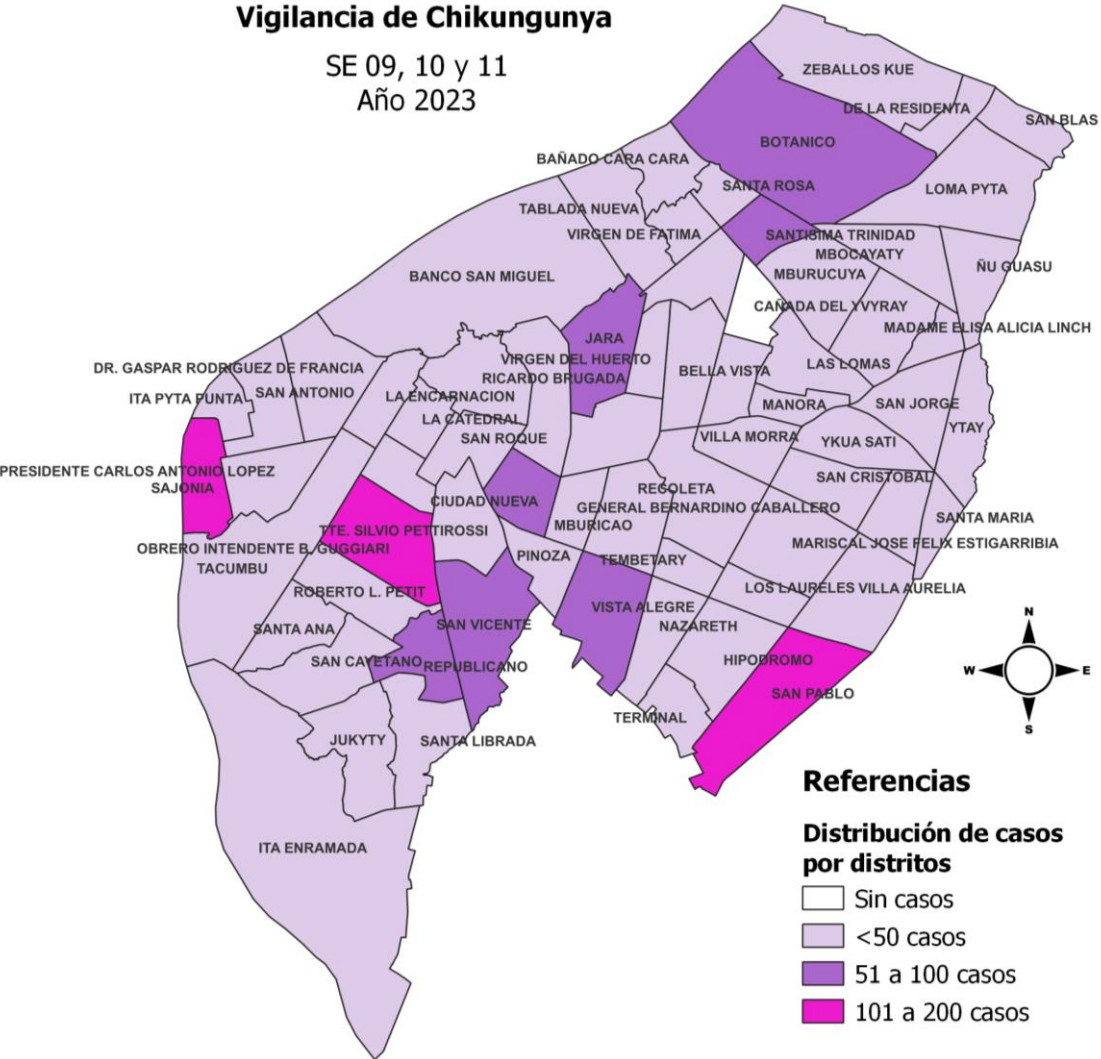 Vigilancia de Chikungunya
SE 09, 10 y 11
Año 2023
ZEBALLOS KUE
DE LA RESIDENTA
SAN BLAS
BOTANICO
BAÑADO CARA CARA
SANTA ROSA
LOMA PYTA
TABLADA NUEVA
VIRGEN DE FATIMA
SANTISIMA TRINIDAD
MBOCAYATY
ÑU GUASU
BANCO SAN MIGUEL
MBURUCUYA
CAÑADA DEL YVYRAY
MADAME ELISA ALICIA LINCH
JARA
VIRGEN DEL HUERTO
LAS LOMAS
DR. GASPAR RODRIGUEZ DE FRANCIA
BELLA VISTA
RICARDO BRUGADA
ITA PYTA PUNTA
SAN ANTONIO
LA ENCARNACION
MANORA
SAN JORGE
LA CATEDRAL
YTAY
SAN ROQUE
VILLA MORRA
YKUA SATI
PRESIDENTE CARLOS ANTONIO LOPEZ
SAJONIA
SAN CRISTOBAL
RECOLETA
CIUDAD NUEVA
GENERAL BERNARDINO CABALLERO
SANTA MARIA
MBURICAO
TTE. SILVIO PETTIROSSI
MARISCAL JOSE FELIX ESTIGARRIBIA
OBRERO INTENDENTE B. GUGGIARI
PINOZA
TEMBETARY
TACUMBU
LOS LAURELES
VILLA AURELIA
ROBERTO L. PETIT
VISTA ALEGRE
SANTA ANA
SAN VICENTE
NAZARETH
SAN CAYETANO
REPUBLICANO
HIPODROMO
SAN PABLO
TERMINAL
JUKYTY
SANTA LIBRADA
ITA ENRAMADA
N
W
E
S
Referencias
Distribución de casos
por distritos
Sin casos
<50 casos
51 a 100 casos
101 a 200 casos